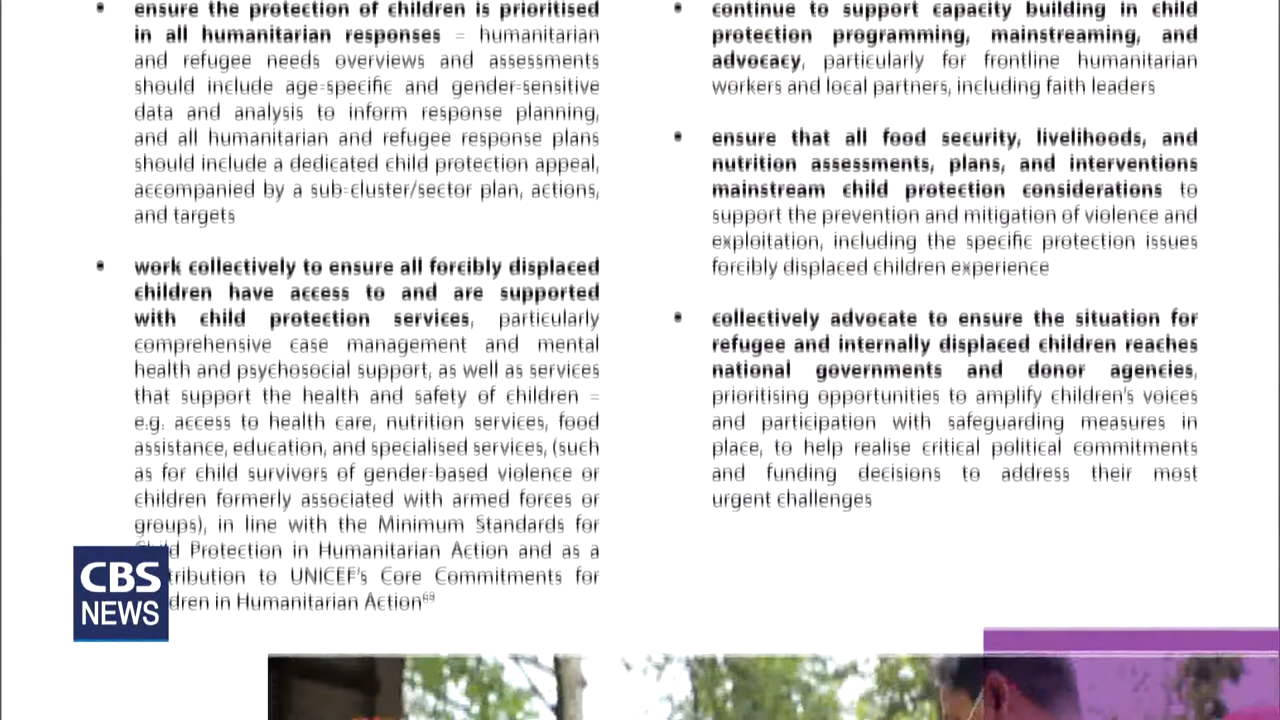 • ensure the protection of children is prioritised
in all humanitarian responses – humanitarian
and refugee needs overviews and assessments
should include age-specific and gender-sensitive
data and analysis to inform response planning,
and all humanitarian and refugee response plans
should include a dedicated child protection appeal,
accompanied by a sub-cluster/sector plan, actions,
and targets
• work collectively to ensure all forcibly displaced
children have access to and are supported
with child protection services, particularly
comprehensive case management and mental
health and psychosocial support, as well as services
that support the health and safety of children –
e.g. access to health care, nutrition services, food
assistance, education, and specialised services, (such
as for child survivors of gender-based violence or
children formerly associated with armed forces or
groups), in line with the Minimum Standards for
d Protection in Humanitarian Action and as a
tribution to UNICEF's Core Commitments for
dren in Humanitarian Action
• continue to support capacity building in child
protection programming, mainstreaming, and
advocacy, particularly for frontline humanitarian
workers and local partners, including faith leaders
• ensure that all food security, livelihoods, and
nutrition assessments, plans, and interventions
mainstream child protection considerations to
support the prevention and mitigation of violence and
exploitation, including the specific protection issues
forcibly displaced children experience
• collectively advocate to ensure the situation for
refugee and internally displaced children reaches
national governments and donor agencies,
prioritising opportunities to amplify children's voices
and participation with safeguarding measures in
place, to help realise critical political commitments
and funding decisions to address their most
urgent challenges
CBS
NEWS